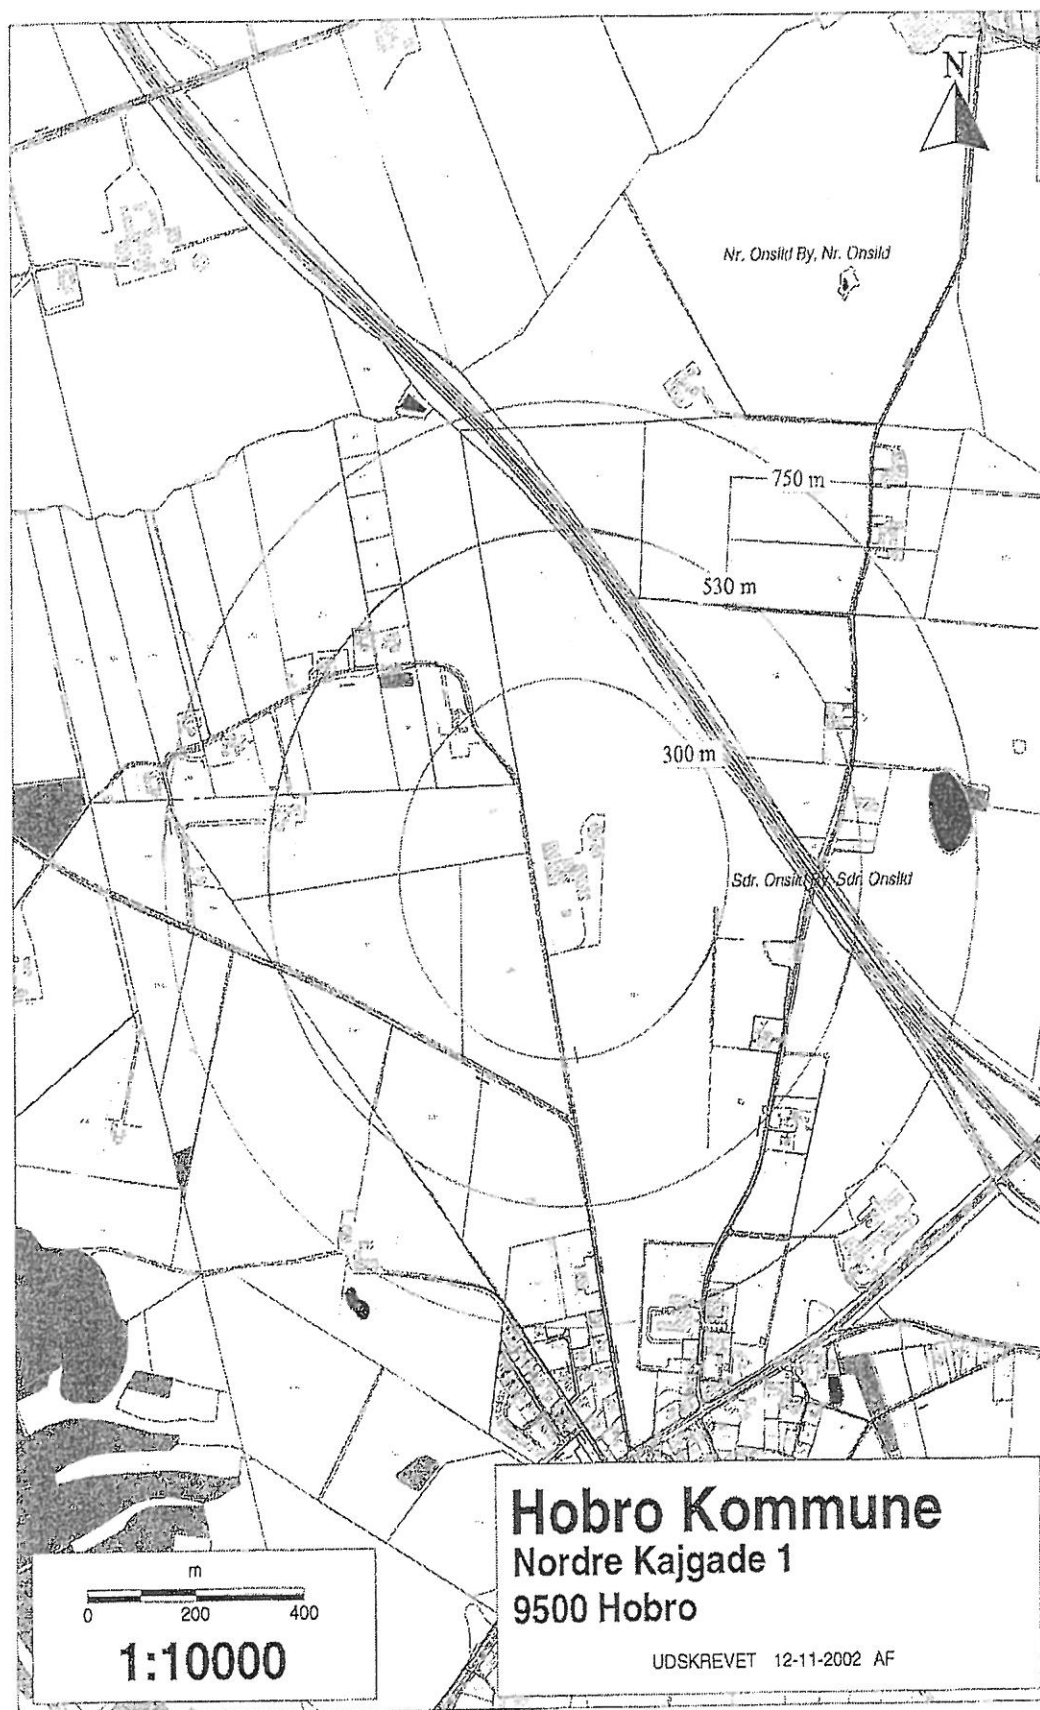 N
Nr. Onsild By, Nr. Onsild
750 m
530 m
300 m
Sdr. Onsild By, Sdr. Onsild
Hobro Kommune
Nordre Kajgade 1
9500 Hobro
UDSKREVET 12-11-2002 AF
m
0 200 400
1:10000